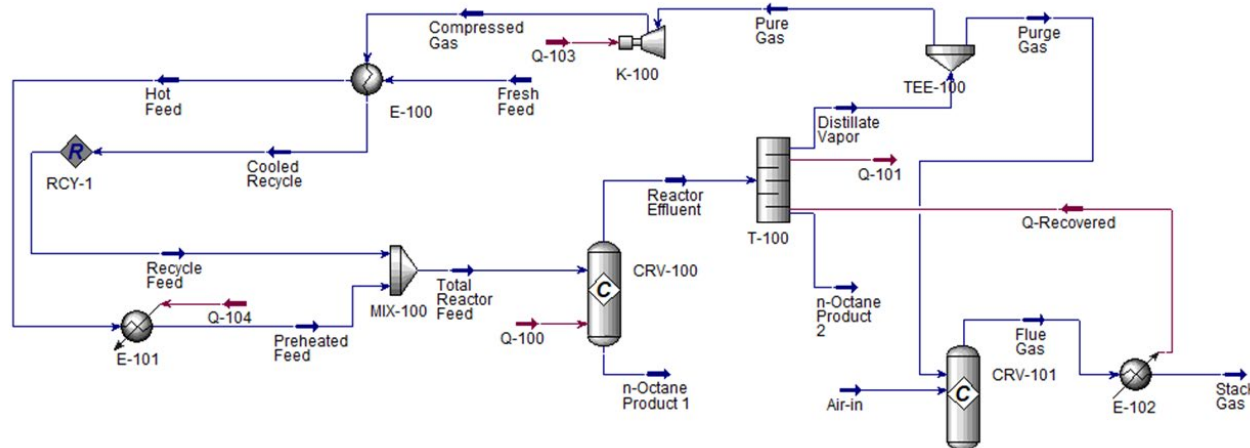 Compressed
Gas
Q-103
K-100
Pure
Gas
Purge
Gas
TEE-100
Hot
Feed
E-100
Fresh
Feed
Distillate
Vapor
Q-101
RCY-1
R
Cooled
Recycle
Reactor
Effluent
T-100
Q-Recovered
Recycle
Feed
MIX-100
Total
Reactor
Feed
CRV-100
C
Q-104
E-101
Preheated
Feed
Q-100
n-Octane
Product
2
n-Octane
Product 1
Air-in
Flue
Gas
CRV-101
C
E-102
Stack
Gas